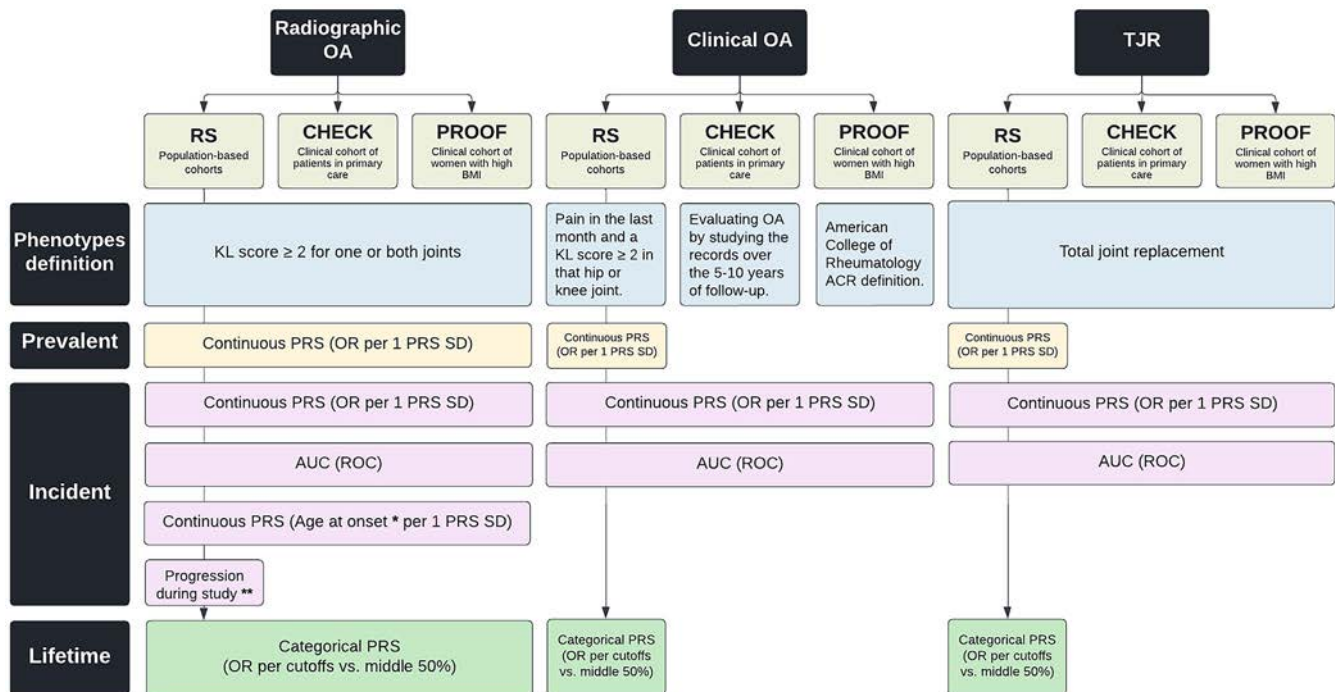 Radiographic
OA
Clinical OA
TJR
RS
Population-based
cohorts
CHECK
Clinical cohort of
patients in primary
care
PROOF
Clinical cohort of
women with high
BMI
RS
Population-based
cohorts
CHECK
Clinical cohort of
patients in primary
care
PROOF
Clinical cohort of
women with high
BMI
RS
Population-based
cohorts
CHECK
Clinical cohort of
patients in primary
care
PROOF
Clinical cohort of
women with high
BMI
Phenotypes
definition
KL score ≥ 2 for one or both joints
Pain in the last
month and a
KL score ≥ 2 in
that hip or
knee joint.
Evaluating OA
by studying the
records over
the 5-10 years
of follow-up.
American
College of
Rheumatology
ACR definition.
Total joint replacement
Prevalent
Continuous PRS (OR per 1 PRS SD)
Continuous PRS
(OR per 1 PRS SD)
Continuous PRS
(OR per 1 PRS SD)
Incident
Continuous PRS (OR per 1 PRS SD)
Continuous PRS (OR per 1 PRS SD)
Continuous PRS (OR per 1 PRS SD)
AUC (ROC)
AUC (ROC)
AUC (ROC)
Continuous PRS (Age at onset * per 1 PRS SD)
Progression
during study **
Lifetime
Categorical PRS
(OR per cutoffs vs. middle 50%)
Categorical PRS
(OR per cutoffs
vs. middle 50%)
Categorical PRS
(OR per cutoffs
vs. middle 50%)